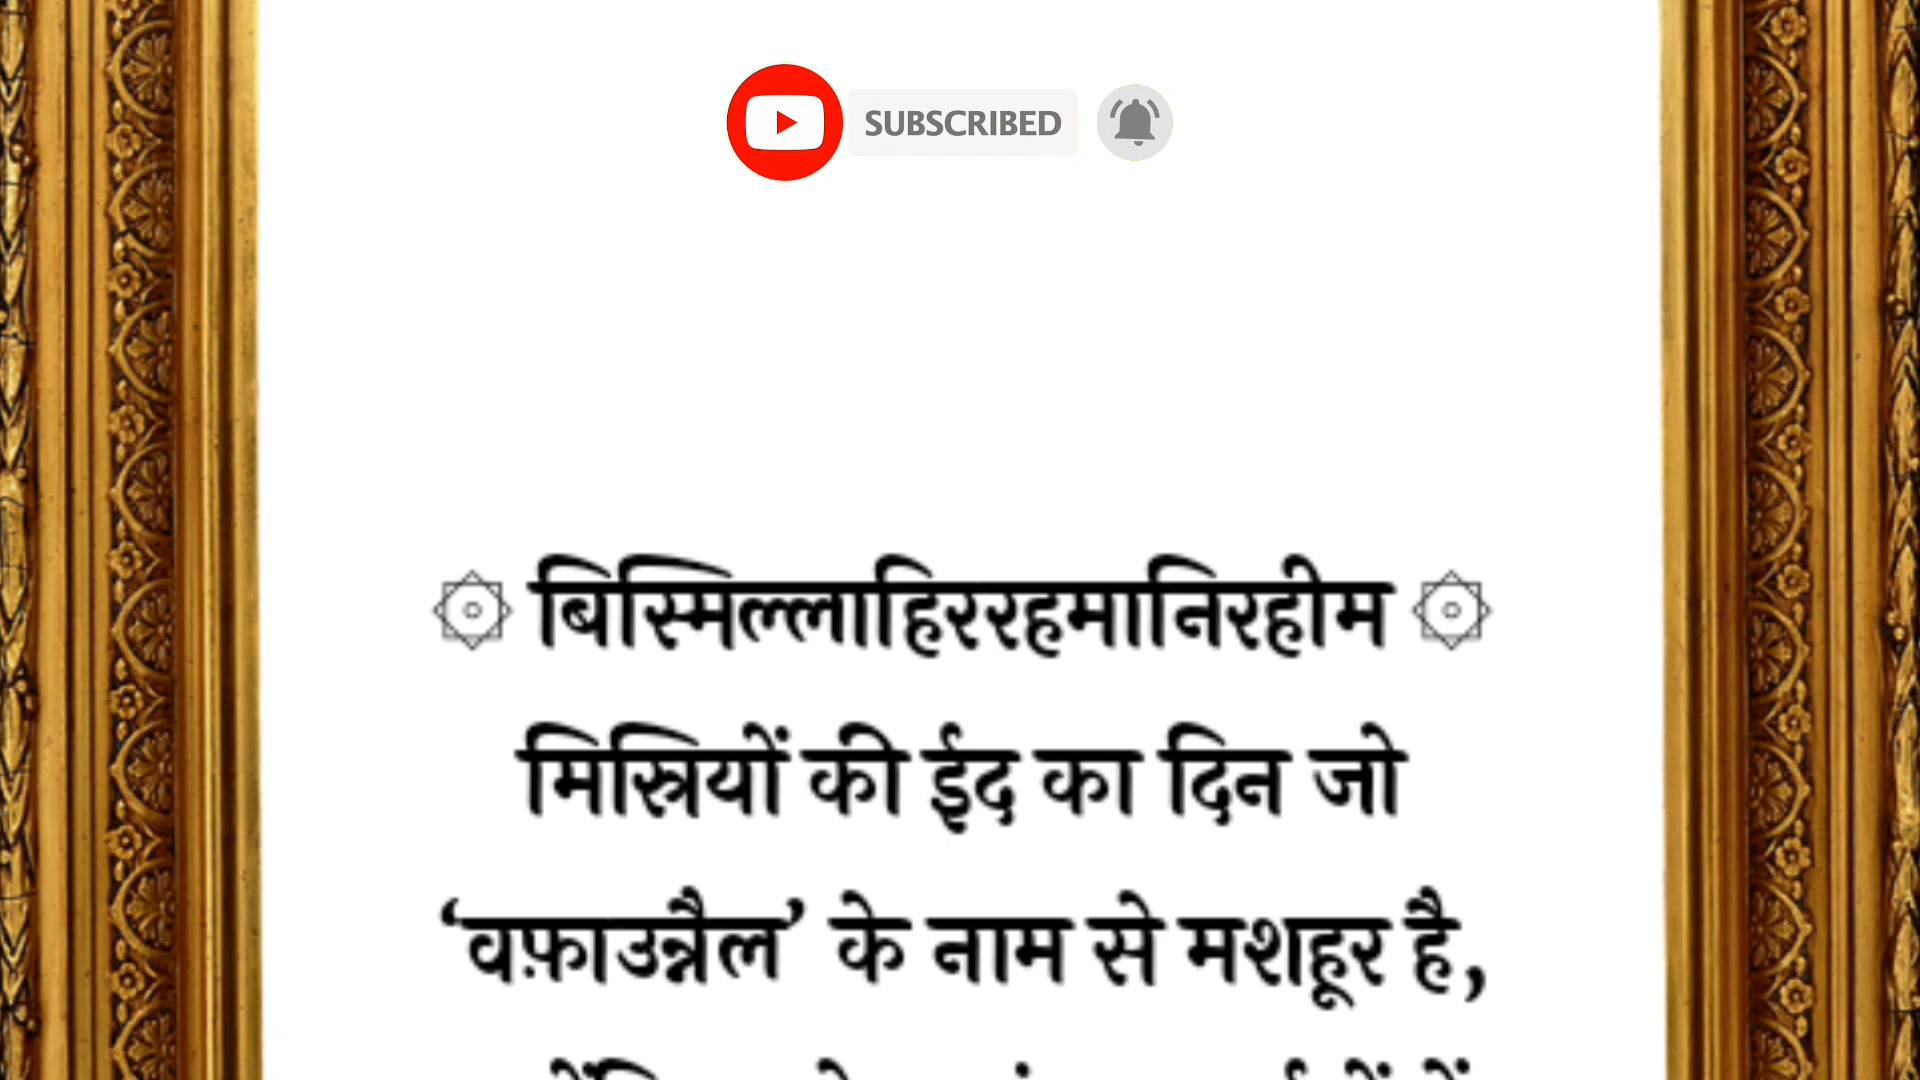 SUBSCRIBED
۞ बिस्मिल्लाहिररहमानिरहीम ۞
मिस्रियों की ईद का दिन जो
‘वफ़ाउन्नैल’ के नाम से मशहूर है,